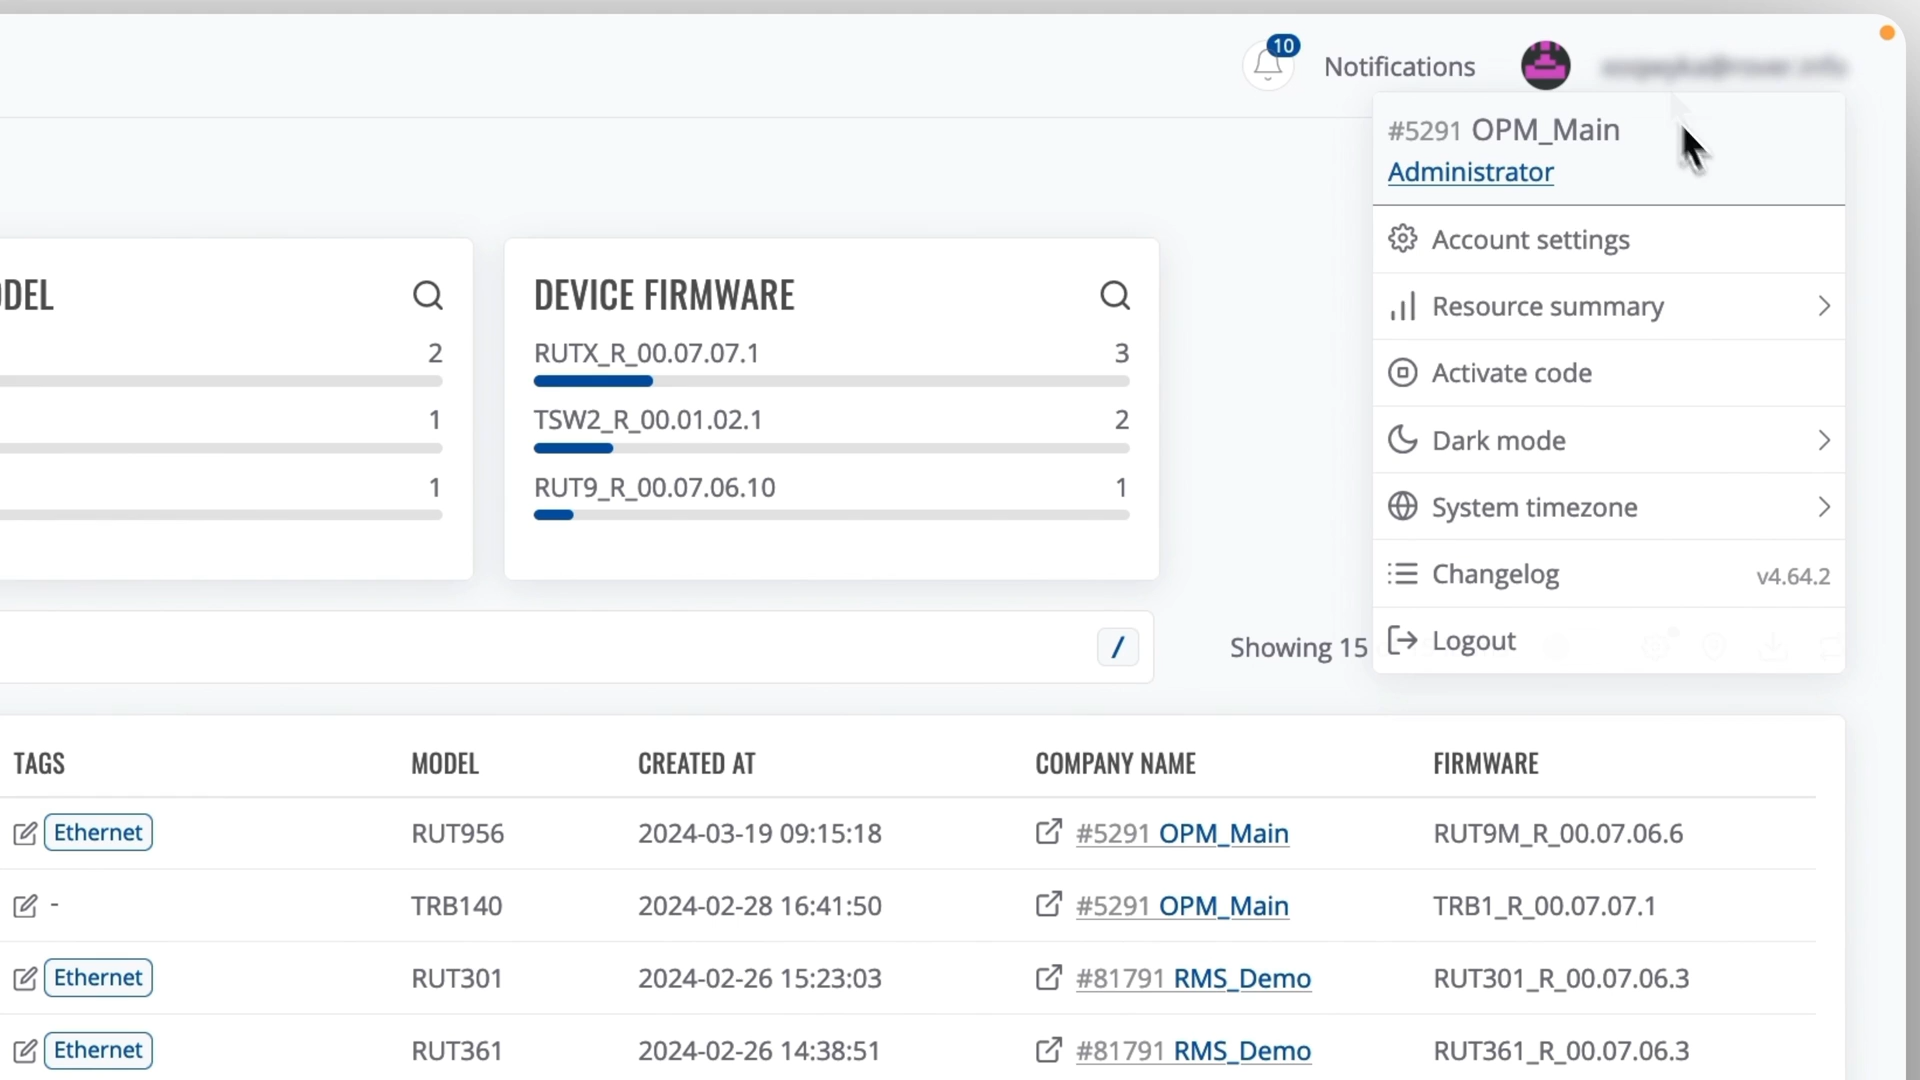 10
Notifications
#5291 OPM_Main
Administrator
Account settings
Resource summary
Activate code
Dark mode
System timezone
Changelog v4.64.2
Logout
2
1
1
DEVICE FIRMWARE
RUTX_R_00.07.07.1 3
TSW2_R_00.01.02.1 2
RUT9_R_00.07.06.10 1
/
Showing 15
TAGS MODEL CREATED AT COMPANY NAME FIRMWARE
Ethernet RUT956 2024-03-19 09:15:18 #5291 OPM_Main RUT9M_R_00.07.06.6
- TRB140 2024-02-28 16:41:50 #5291 OPM_Main TRB1_R_00.07.07.1
Ethernet RUT301 2024-02-26 15:23:03 #81791 RMS_Demo RUT301_R_00.07.06.3
Ethernet RUT361 2024-02-26 14:38:51 #81791 RMS_Demo RUT361_R_00.07.06.3